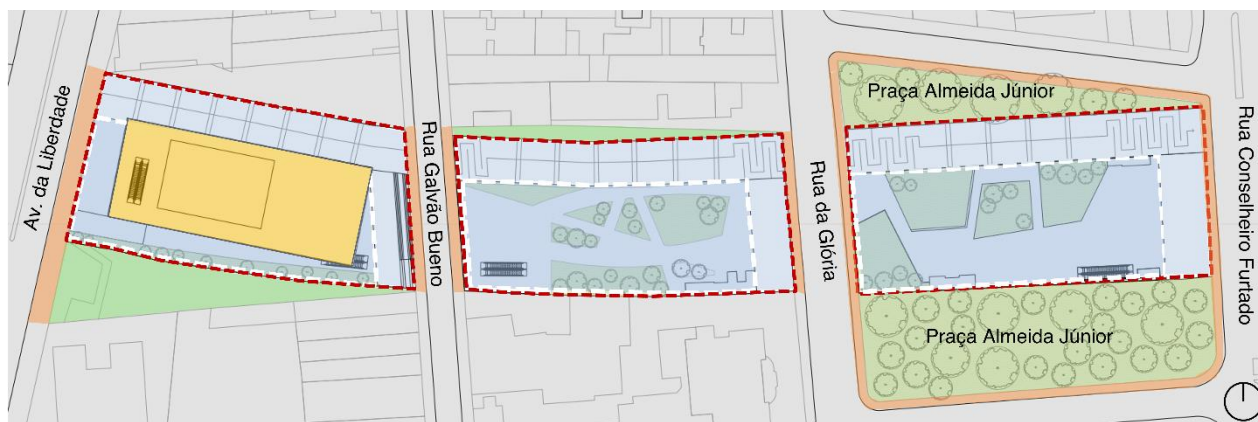 Av. da Liberdade
Rua Galvão Bueno
Rua da Glória
Praça Almeida Júnior
Praça Almeida Júnior
Rua Conselheiro Furtado